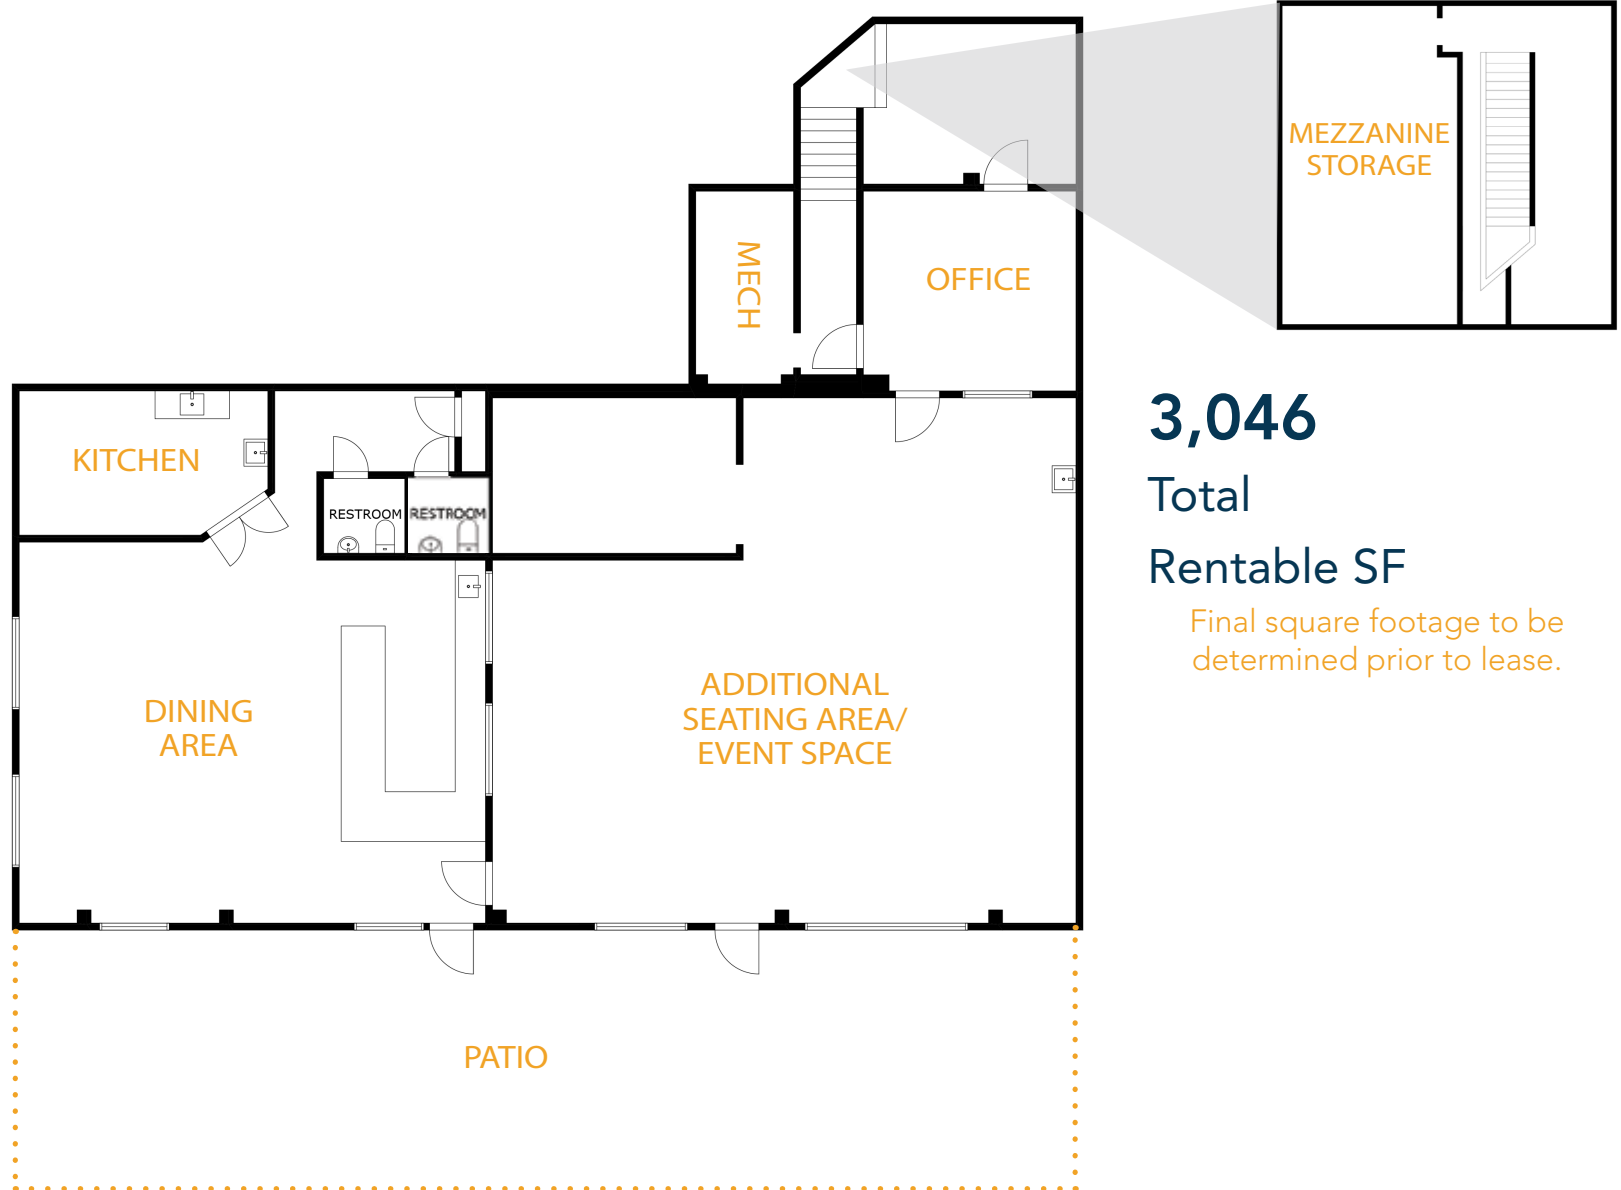 MEZZANINE
STORAGE
MECH
OFFICE
3,046
Total
Rentable SF
Final square footage to be
determined prior to lease.
KITCHEN
RESTROOM
RESTROOM
DINING
AREA
ADDITIONAL
SEATING AREA/
EVENT SPACE
PATIO